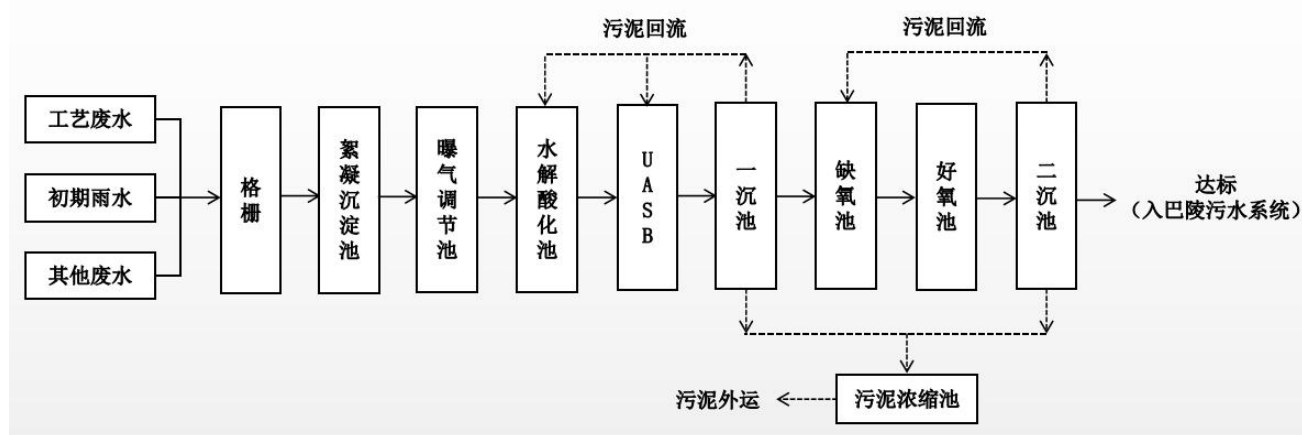 污泥回流
污泥回流
工艺废水
初期雨水
其他废水
格栅
絮凝沉淀池
曝气调节池
水解酸化池
UASB
一沉池
缺氧池
好氧池
二沉池
达标
（入巴陵污水系统）
污泥外运
污泥浓缩池